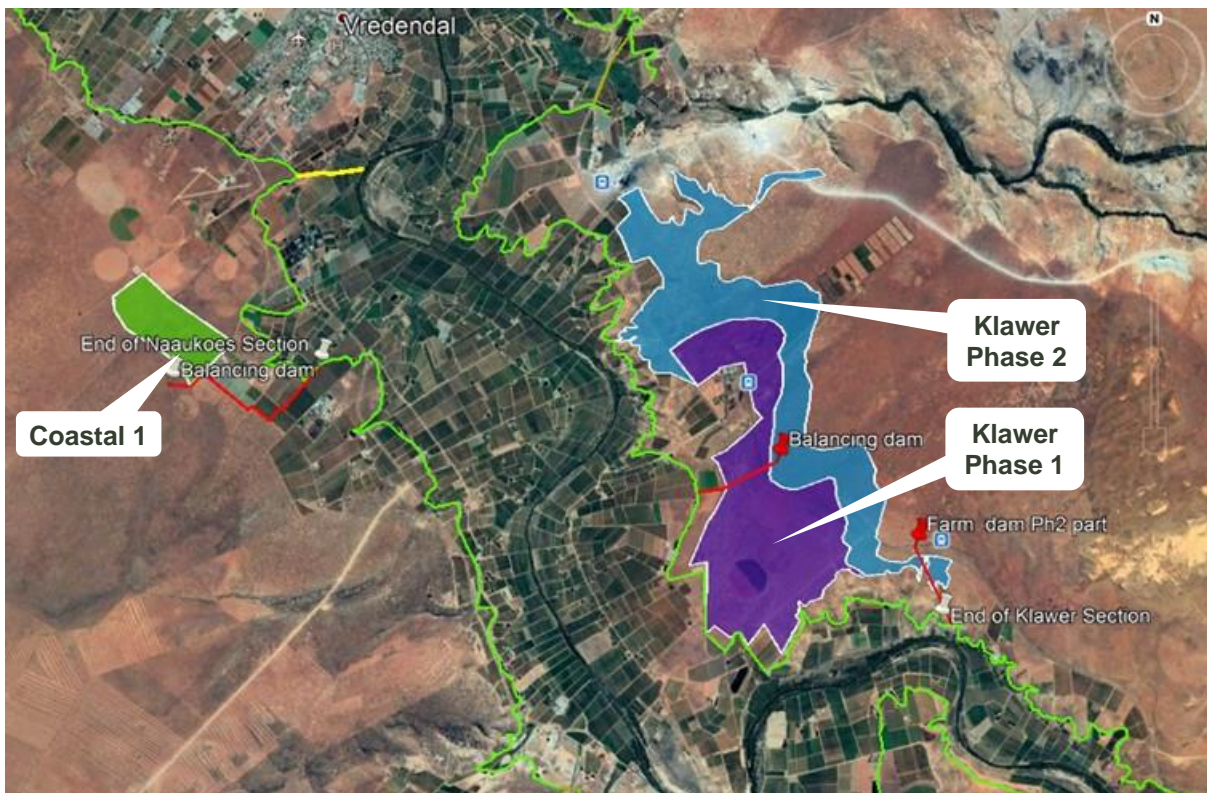 Vredendal
N
Klawer
Phase 2
End of Naaukoes Section
Balancing dam
Coastal 1
Klawer
Phase 1
Balancing dam
Farm dam Ph2 part
End of Klawer Section